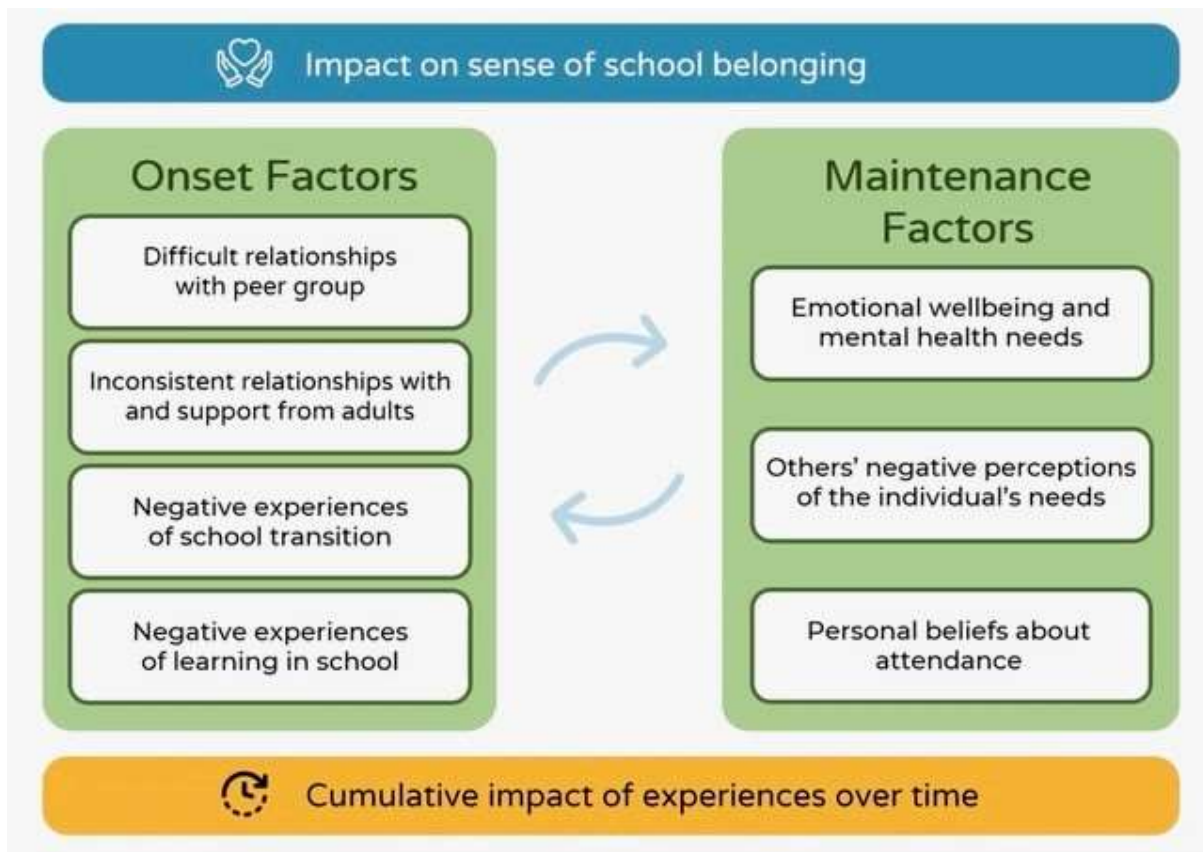 Impact on sense of school belonging
Onset Factors
Difficult relationships
with peer group
Inconsistent relationships with
and support from adults
Negative experiences
of school transition
Negative experiences
of learning in school
Maintenance
Factors
Emotional wellbeing and
mental health needs
Others’ negative perceptions
of the individual’s needs
Personal beliefs about
attendance
Cumulative impact of experiences over time